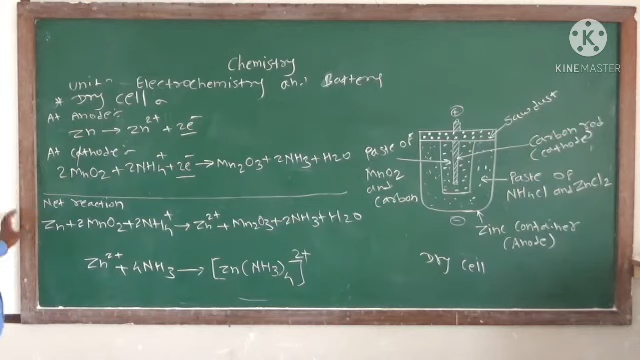 Chemistry
Unit:- Electrochemistry and Battery
* Dry cell :-
At Anode:-
Zn → Zn²⁺ + 2e⁻
At Cathode:-
2MnO2 + 2NH₄⁺ + 2e⁻ → Mn2O3 + 2NH3 + H2O
Net reaction
Zn + 2MnO2 + 2NH₄⁺ → Zn²⁺ + Mn2O3 + 2NH3 + H2O
Zn²⁺ + 4NH3 → [Zn(NH3)₄]²⁺
+
Sawdust
Paste of
MnO2
and
carbon
Carbon rod
(cathode)
Paste of
NH4Cl and ZnCl2
−
Zinc Container
(Anode)
Dry Cell
K
KINEMASTER